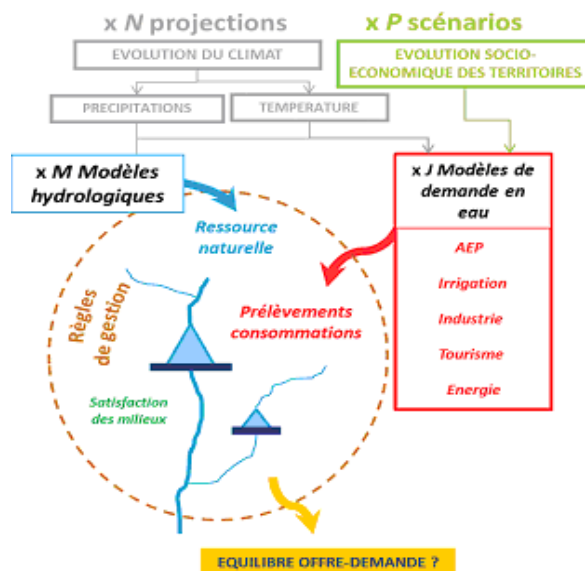 x N projections
EVOLUTION DU CLIMAT
PRECIPITATIONS
TEMPERATURE
x P scénarios
EVOLUTION SOCIO-
ECONOMIQUE DES TERRITOIRES
x M Modèles
hydrologiques
x J Modèles de
demande en
eau
AEP
Irrigation
Industrie
Tourisme
Energie
Ressource
naturelle
Règles
de gestion
Prélèvements
consommations
Satisfaction
des milieux
EQUILIBRE OFFRE-DEMANDE ?